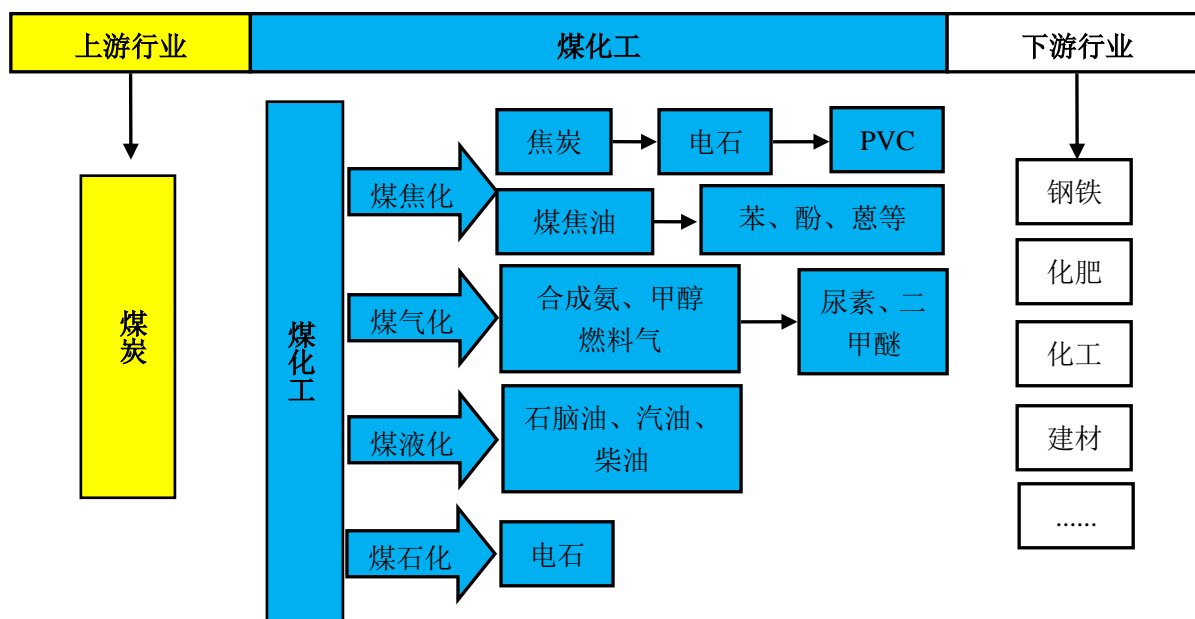 上游行业
煤化工
下游行业
煤炭
煤化工
煤焦化
焦炭
电石
PVC
煤焦油
苯、酚、蒽等
煤气化
合成氨、甲醇
燃料气
尿素、二
甲醚
煤液化
石脑油、汽油、
柴油
煤石化
电石
钢铁
化肥
化工
建材
......